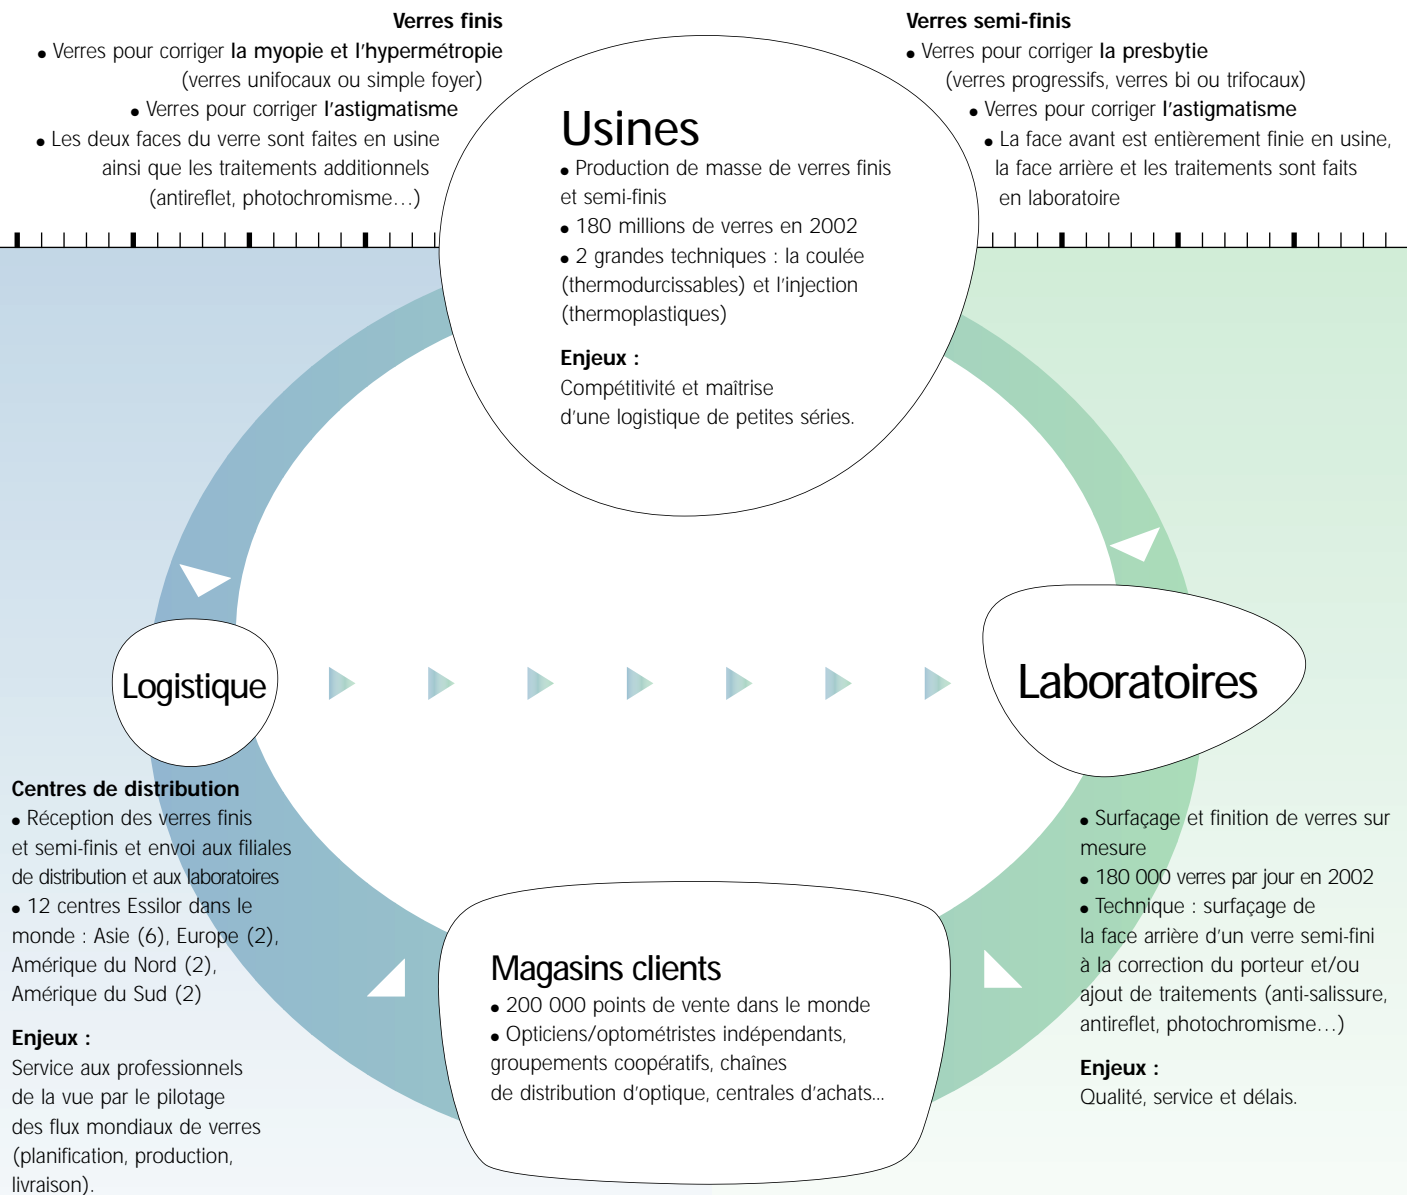 Verres finis
• Verres pour corriger la myopie et l'hypermétropie
(verres unifocaux ou simple foyer)
• Verres pour corriger l'astigmatisme
• Les deux faces du verre sont faites en usine
ainsi que les traitements additionnels
(antireflet, photochromisme…)
Usines
• Production de masse de verres finis
et semi-finis
• 180 millions de verres en 2002
• 2 grandes techniques : la coulée
(thermodurcissables) et l'injection
(thermoplastiques)
Enjeux :
Compétitivité et maîtrise
d'une logistique de petites séries.
Verres semi-finis
• Verres pour corriger la presbytie
(verres progressifs, verres bi ou trifocaux)
• Verres pour corriger l'astigmatisme
• La face avant est entièrement finie en usine,
la face arrière et les traitements sont faits
en laboratoire
Logistique
Laboratoires
Centres de distribution
• Réception des verres finis
et semi-finis et envoi aux filiales
de distribution et aux laboratoires
• 12 centres Essilor dans le
monde : Asie (6), Europe (2),
Amérique du Nord (2),
Amérique du Sud (2)
Enjeux :
Service aux professionnels
de la vue par le pilotage
des flux mondiaux de verres
(planification, production,
livraison).
Magasins clients
• 200 000 points de vente dans le monde
• Opticiens/optométristes indépendants,
groupements coopératifs, chaînes
de distribution d'optique, centrales d'achats...
• Surfaçage et finition de verres sur
mesure
• 180 000 verres par jour en 2002
• Technique : surfaçage de
la face arrière d'un verre semi-fini
à la correction du porteur et/ou
ajout de traitements (anti-salissure,
antireflet, photochromisme…)
Enjeux :
Qualité, service et délais.